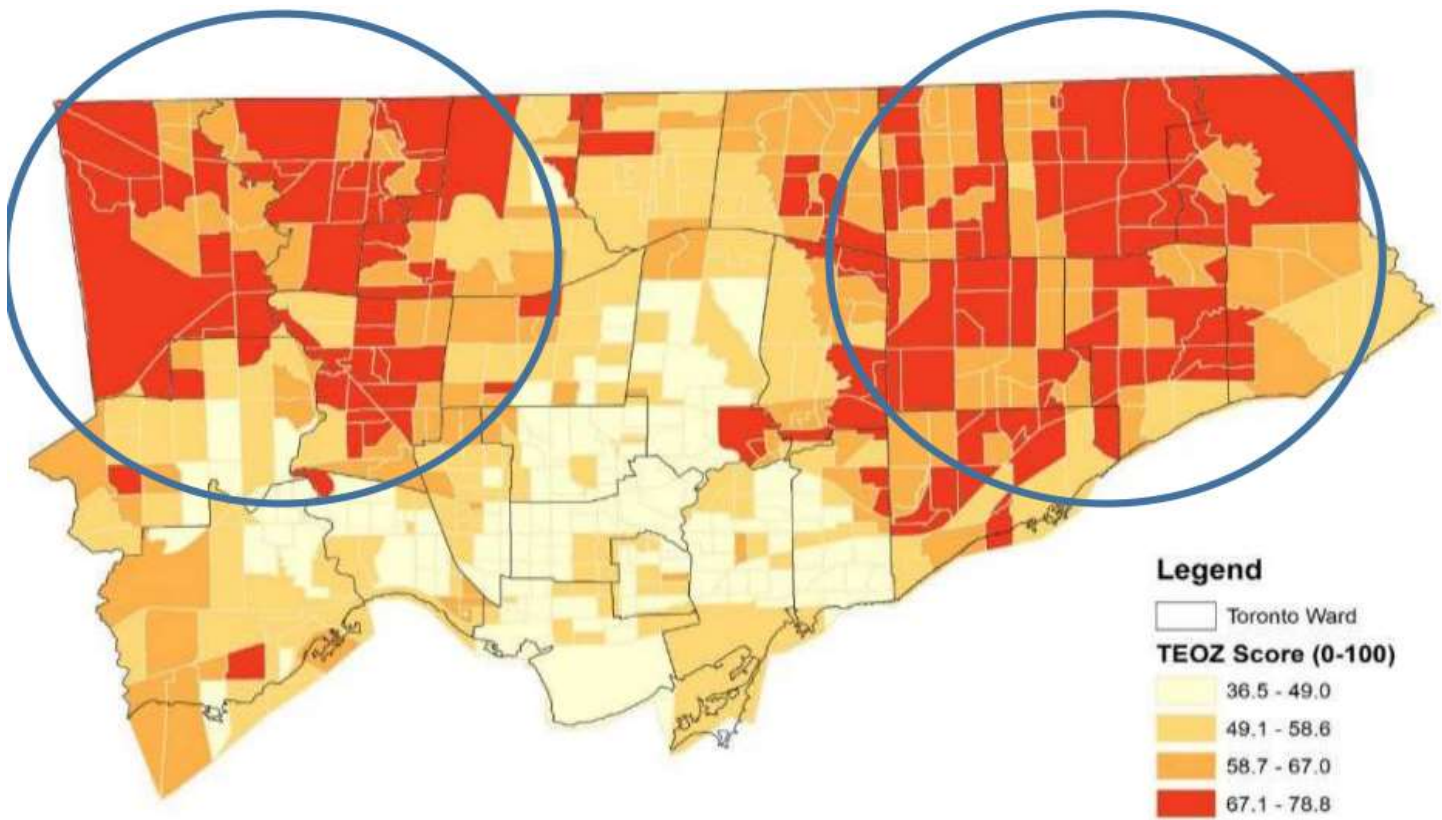 Legend
Toronto Ward
TEOZ Score (0-100)
36.5 - 49.0
49.1 - 58.6
58.7 - 67.0
67.1 - 78.8